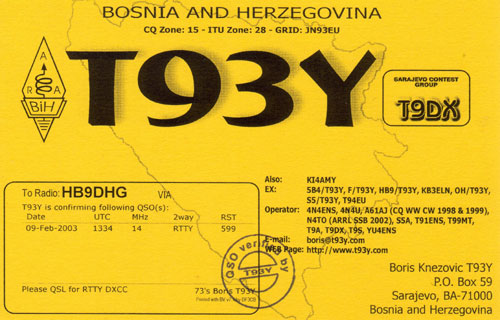 BOSNIA AND HERZEGOVINA
CQ Zone: 15 - ITU Zone: 28 - GRID: JN93EU
A R A
BiH
T93Y
SARAJEVO CONTEST
GROUP
T9DX
Also: KI4AMY
EX: 5B4/T93Y, F/T93Y, HB9/T93Y, KB3ELN, OH/T93Y,
S5/T93Y, T94EU
Operator: 4N4ENS, 4N4U, A61AJ (CQ WW CW 1998 & 1999),
N4TO (ARRL SSB 2002), S5A, T91ENS, T99MT,
T9A, T9DX, T9S, YU4ENS
E-mail: boris@t93y.com
WEB Page: http://www.t93y.com
To Radio: HB9DHG VIA
T93Y is confirming following QSO(s):
Date UTC MHz 2way RST
09-Feb-2003 1334 14 RTTY 599
Please QSL for RTTY DXCC
73's Boris T93Y
Printed with BV by DF3CB
QSO verified by
T93Y
Boris Knezovic T93Y
P.O. Box 59
Sarajevo, BA-71000
Bosnia and Herzegovina